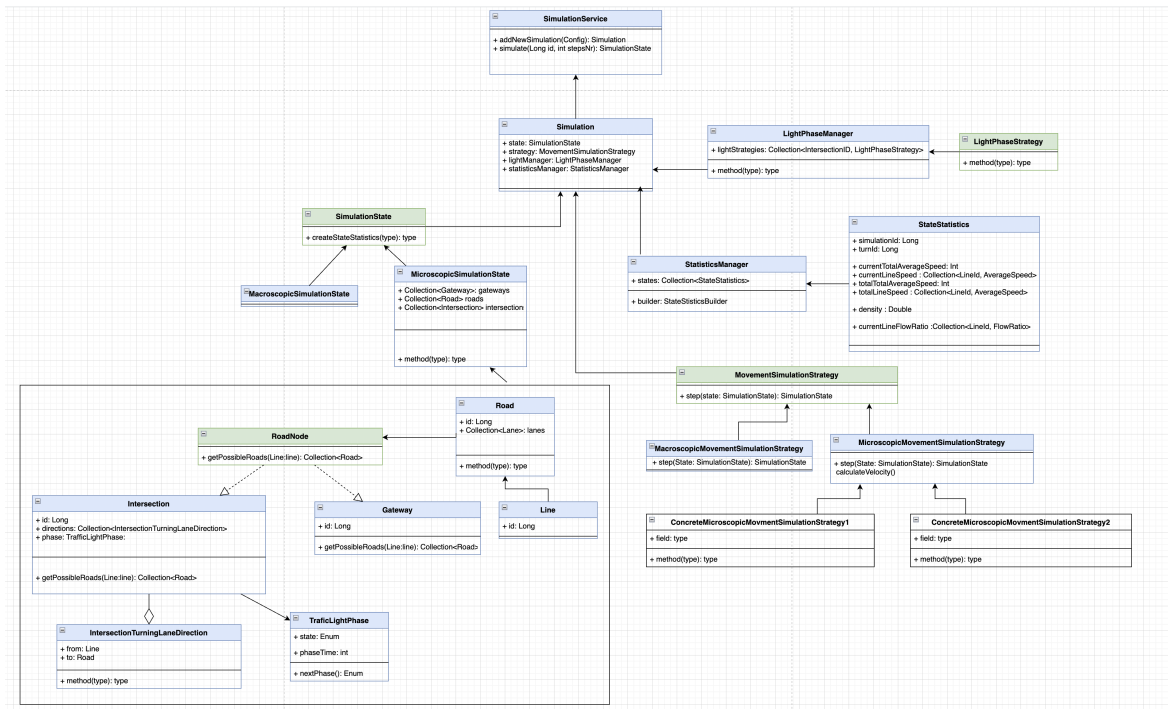 SimulationService
+ addNewSimulation(Config): Simulation
+ simulate(Long id, int stepsNr): SimulationState
Simulation
+ state: SimulationState
+ strategy: MovementSimulationStrategy
+ lightManager: LightPhaseManager
+ statisticsManager: StatisticsManager
LightPhaseManager
+ lightStrategies: Collection<IntersectionID, LightPhaseStrategy>
+ method(type): type
LightPhaseStrategy
+ method(type): type
SimulationState
+ createStateStatistics(type): type
MacroscopicSimulationState
MicroscopicSimulationState
+ Collection<Gateway>: gateways
+ Collection<Road> roads
+ Collection<Intersection> intersection
+ method(type): type
StatisticsManager
+ states: Collection<StateStatistics>
+ builder: StateStisticsBuilder
StateStatistics
+ simulationId: Long
+ turnId: Long
+ currentTotalAverageSpeed: Int
+ currentLineSpeed : Collection<LineId, AverageSpeed>
+ totalTotalAverageSpeed: Int
+ totalLineSpeed : Collection<LineId, AverageSpeed>
+ density : Double
+ currentLineFlowRatio :Collection<LineId, FlowRatio>
MovementSimulationStrategy
+ step(state: SimulationState): SimulationState
MacroscopicMovementSimulationStrategy
+ step(State: SimulationState): SimulationState
MicroscopicMovementSimulationStrategy
+ step(State: SimulationState): SimulationState
calculateVelocity()
ConcreteMicroscopicMovmentSimulationStrategy1
+ field: type
+ method(type): type
ConcreteMicroscopicMovmentSimulationStrategy2
+ field: type
+ method(type): type
Road
+ id: Long
+ Collection<Lane>: lanes
+ method(type): type
RoadNode
+ getPossibleRoads(Line:line): Collection<Road>
Intersection
+ id: Long
+ directions: Collection<IntersectionTurningLaneDirection>
+ phase: TrafficLightPhase:
+ getPossibleRoads(Line:line): Collection<Road>
Gateway
+ id: Long
+ getPossibleRoads(Line:line): Collection<Road>
Line
+ id: Long
IntersectionTurningLaneDirection
+ from: Line
+ to: Road
+ method(type): type
TraficLightPhase
+ state: Enum
+ phaseTime: int
+ nextPhase(): Enum